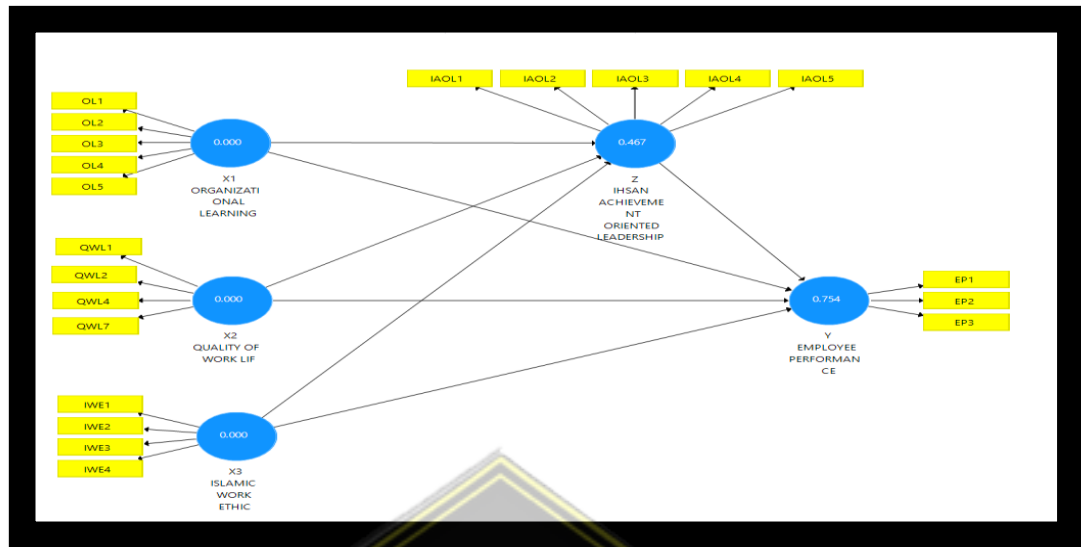 IAOL1 IAOL2 IAOL3 IAOL4 IAOL5
OL1
OL2
OL3
OL4
OL5
0.000
X1
ORGANIZATI
ONAL
LEARNING
0.467
Z
IHSAN
ACHIEVEME
NT
ORIENTED
LEADERSHIP
QWL1
QWL2
QWL4
QWL7
0.000
X2
QUALITY OF
WORK LIF
0.754
Y
EMPLOYEE
PERFORMAN
CE
EP1
EP2
EP3
IWE1
IWE2
IWE3
IWE4
0.000
X3
ISLAMIC
WORK
ETHIC